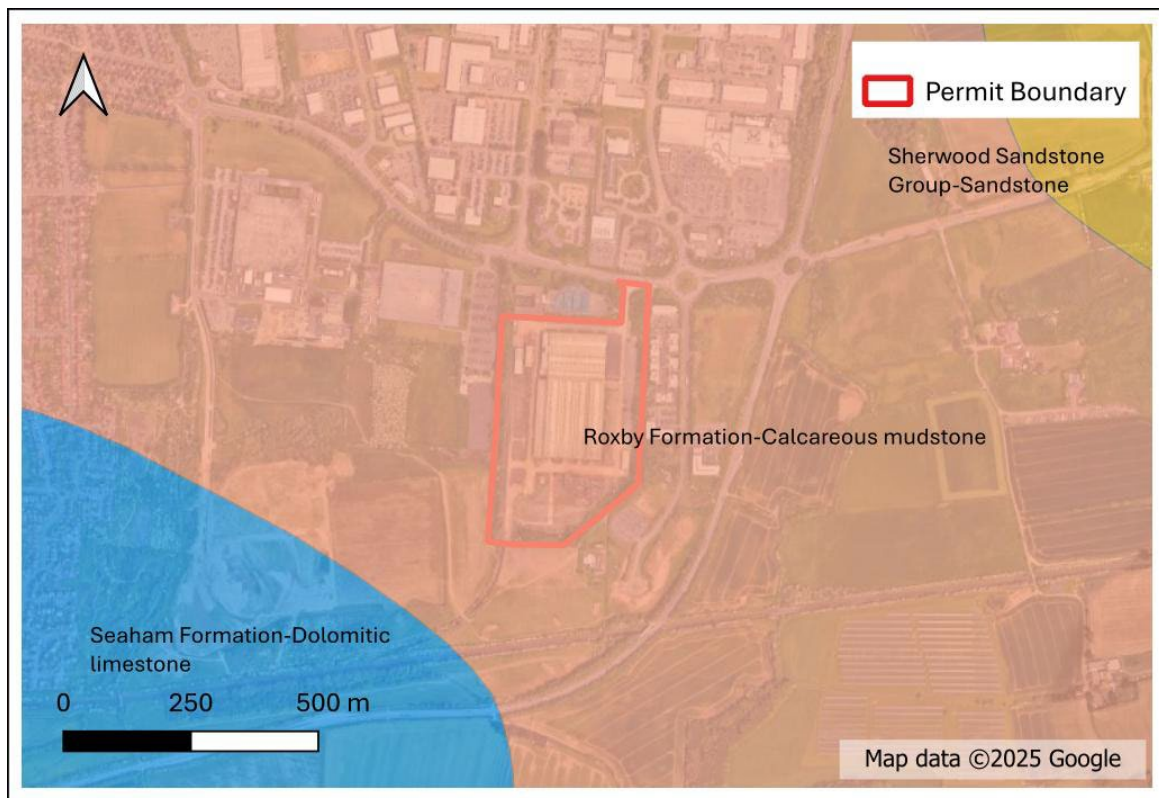 Permit Boundary
Sherwood Sandstone
Group-Sandstone
Roxby Formation-Calcareous mudstone
Seaham Formation-Dolomitic
limestone
0 250 500 m
Map data ©2025 Google